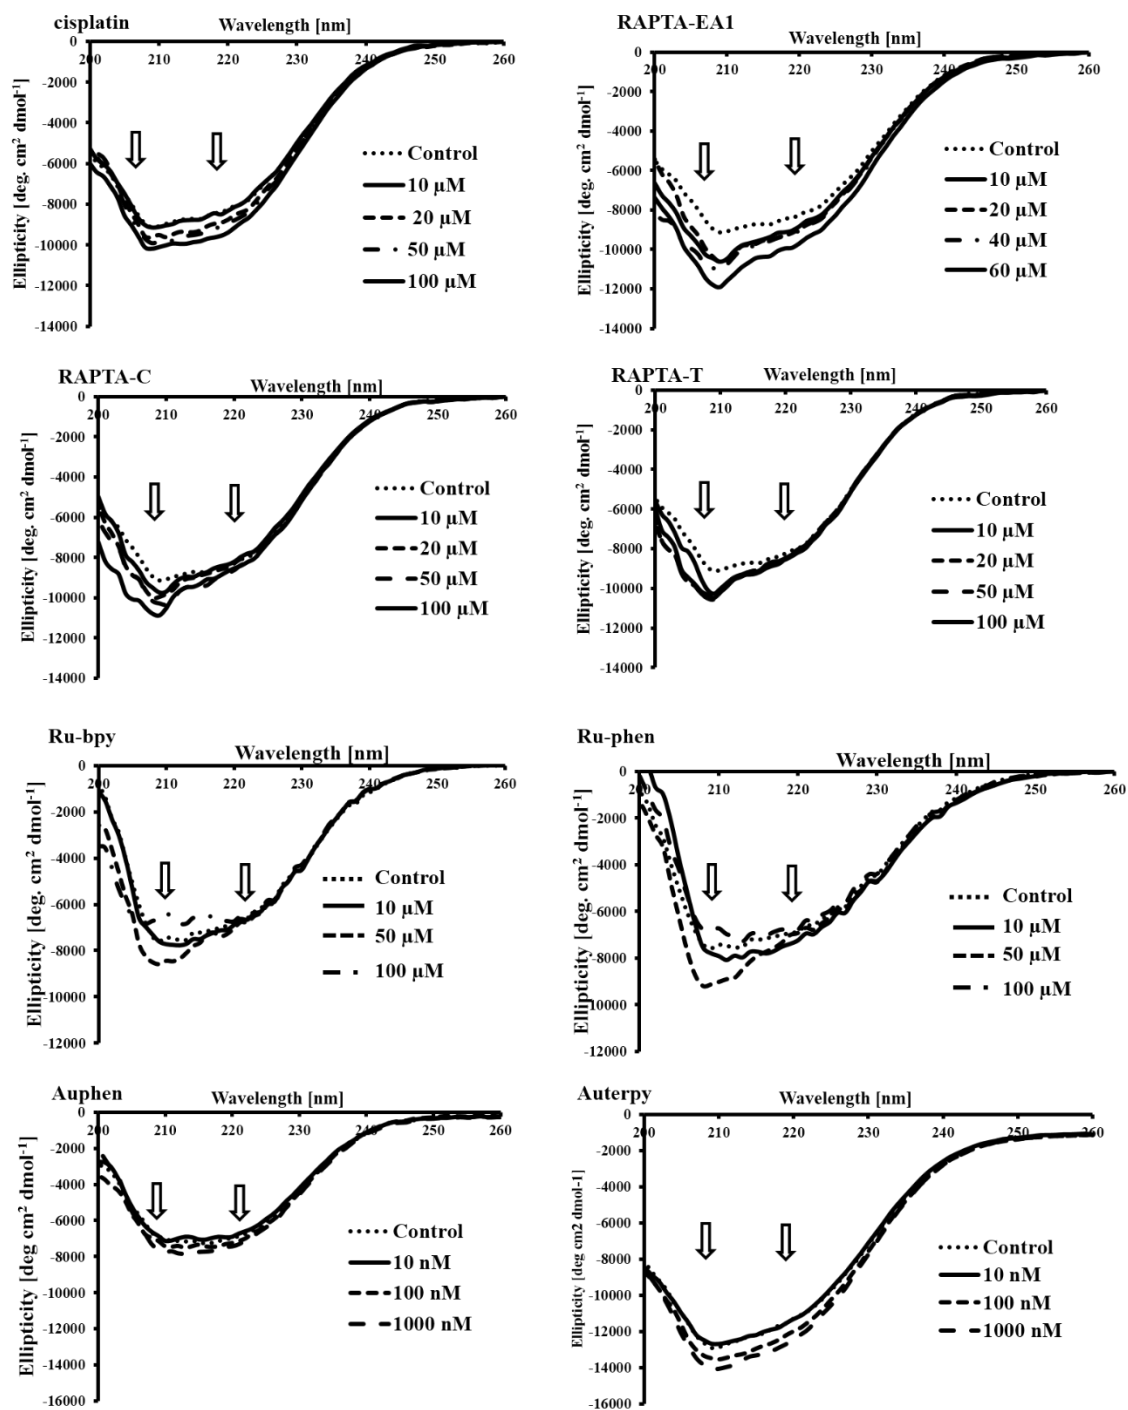 cisplatin
Wavelength [nm]
200 210 220 230 240 250 260
0
-2000
-4000
-6000
-8000
-10000
-12000
-14000
Ellipticity [deg. cm² dmol⁻¹]
Control
10 µM
20 µM
50 µM
100 µM
RAPTA-EA1
Wavelength [nm]
200 210 220 230 240 250 260
0
-2000
-4000
-6000
-8000
-10000
-12000
-14000
Ellipticity [deg. cm² dmol⁻¹]
Control
10 µM
20 µM
40 µM
60 µM
RAPTA-C
Wavelength [nm]
200 210 220 230 240 250 260
0
-2000
-4000
-6000
-8000
-10000
-12000
-14000
Ellipticity [deg. cm² dmol⁻¹]
Control
10 µM
20 µM
50 µM
100 µM
RAPTA-T
Wavelength [nm]
200 210 220 230 240 250 260
0
-2000
-4000
-6000
-8000
-10000
-12000
-14000
Ellipticity [deg. cm² dmol⁻¹]
Control
10 µM
20 µM
50 µM
100 µM
Ru-bpy
Wavelength [nm]
200 210 220 230 240 250 260
0
-2000
-4000
-6000
-8000
-10000
-12000
Ellipticity [deg. cm² dmol⁻¹]
Control
10 µM
50 µM
100 µM
Ru-phen
Wavelength [nm]
200 210 220 230 240 250 260
0
-2000
-4000
-6000
-8000
-10000
-12000
Ellipticity [deg. cm² dmol⁻¹]
Control
10 µM
50 µM
100 µM
Auphen
Wavelength [nm]
200 210 220 230 240 250 260
0
-2000
-4000
-6000
-8000
-10000
-12000
-14000
-16000
Ellipticity [deg cm² dmol⁻¹]
Control
10 nM
100 nM
1000 nM
Auterpy
Wavelength [nm]
200 210 220 230 240 250 260
0
-2000
-4000
-6000
-8000
-10000
-12000
-14000
-16000
Ellipticity [deg cm2 dmol-1]
Control
10 nM
100 nM
1000 nM